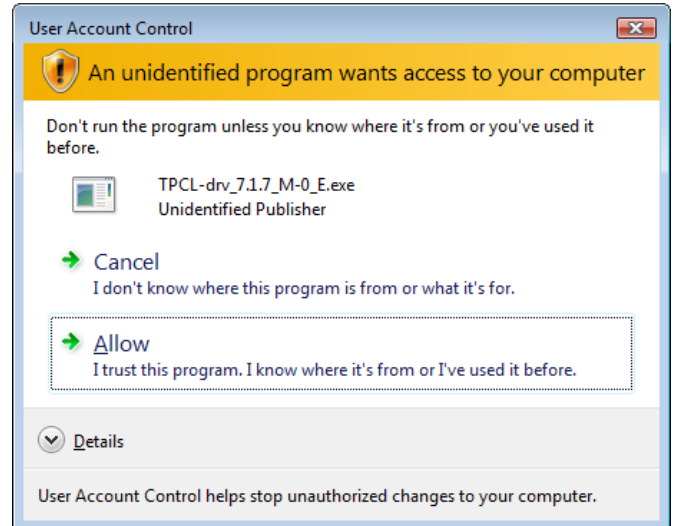 User Account Control
An unidentified program wants access to your computer
Don't run the program unless you know where it's from or you've used it
before.
TPCL-drv_7.1.7_M-0_E.exe
Unidentified Publisher
Cancel
I don't know where this program is from or what it's for.
Allow
I trust this program. I know where it's from or I've used it before.
Details
User Account Control helps stop unauthorized changes to your computer.